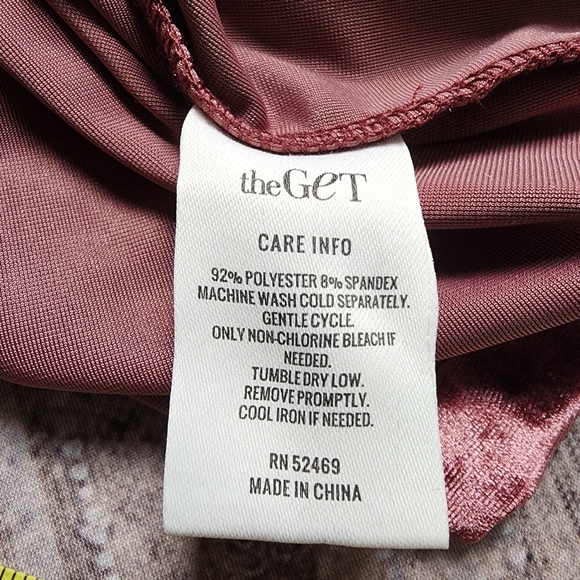 theGeT
CARE INFO
92% POLYESTER 8% SPANDEX
MACHINE WASH COLD SEPARATELY.
GENTLE CYCLE.
ONLY NON-CHLORINE BLEACH IF
NEEDED.
TUMBLE DRY LOW.
REMOVE PROMPTLY.
COOL IRON IF NEEDED.
RN 52469
MADE IN CHINA